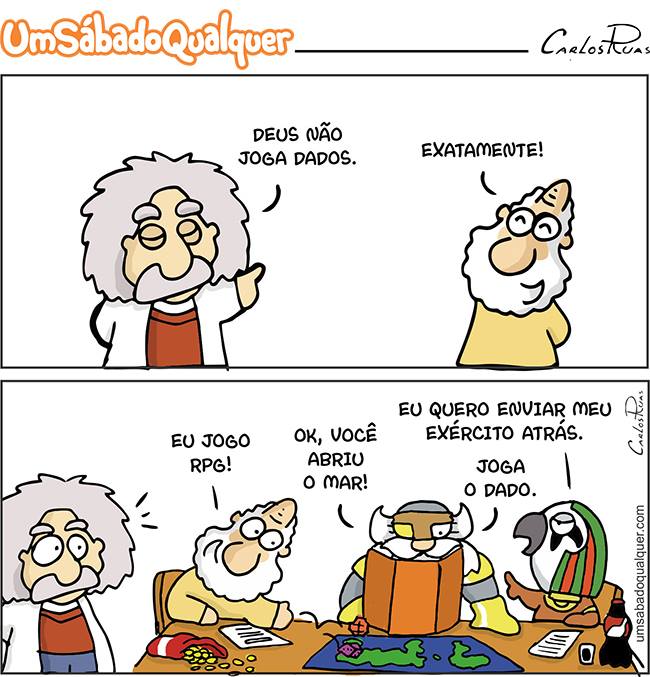 UmSábadoQualquer
CARLOS RUAS
DEUS NÃO
JOGA DADOS.
EXATAMENTE!
EU JOGO
RPG!
OK, VOCÊ
ABRIU
O MAR!
EU QUERO ENVIAR MEU
EXÉRCITO ATRÁS.
JOGA
O DADO.
CARLOS RUAS
umsabadoqualquer.com